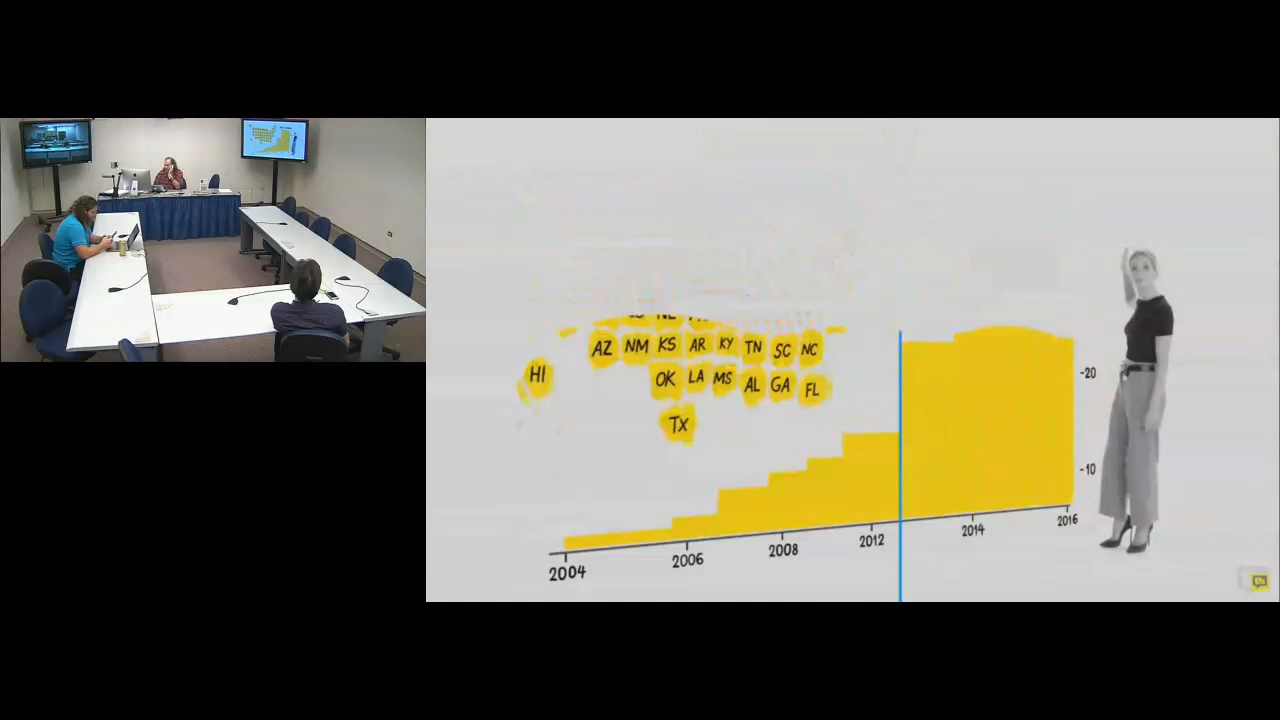 AZ NM KS AR KY TN SC NC
HI OK LA MS AL GA FL
TX
-20
-10
2004 2006 2008 2012 2014 2016